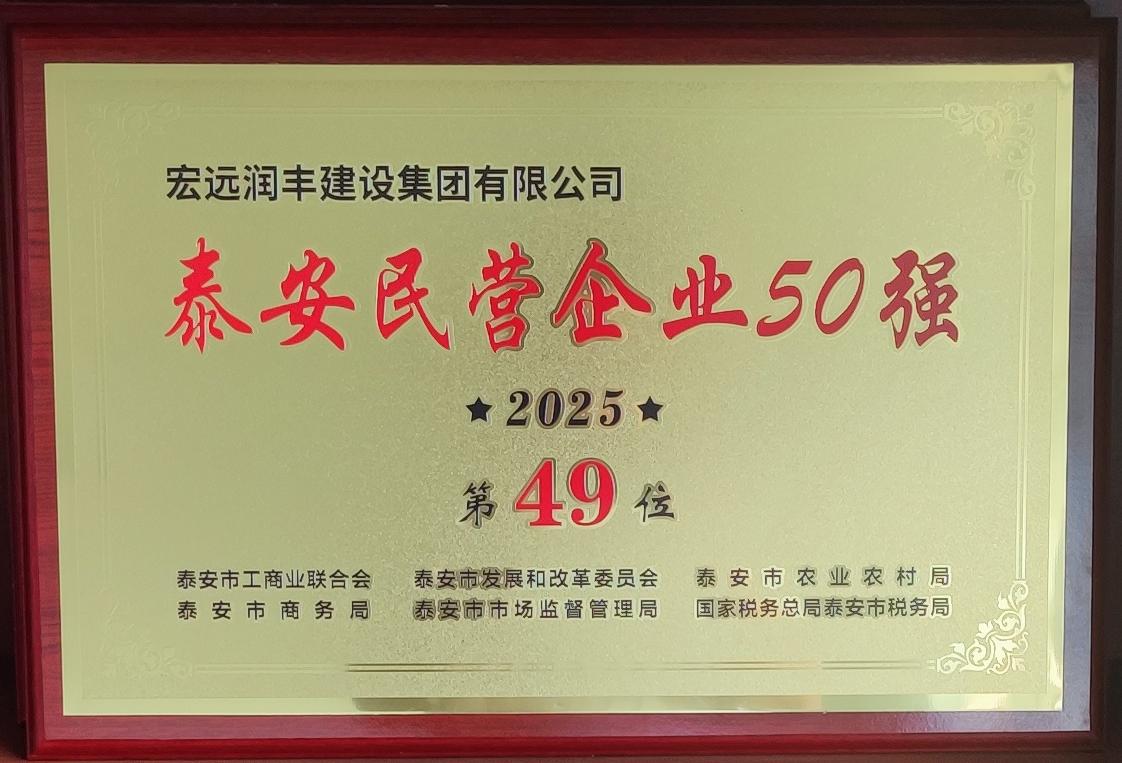 宏远润丰建设集团有限公司
泰安民营企业50强
★2025★
第49位
泰安市工商业联合会 泰安市发展和改革委员会 泰安市农业农村局
泰安市商务局 泰安市市场监督管理局 国家税务总局泰安市税务局